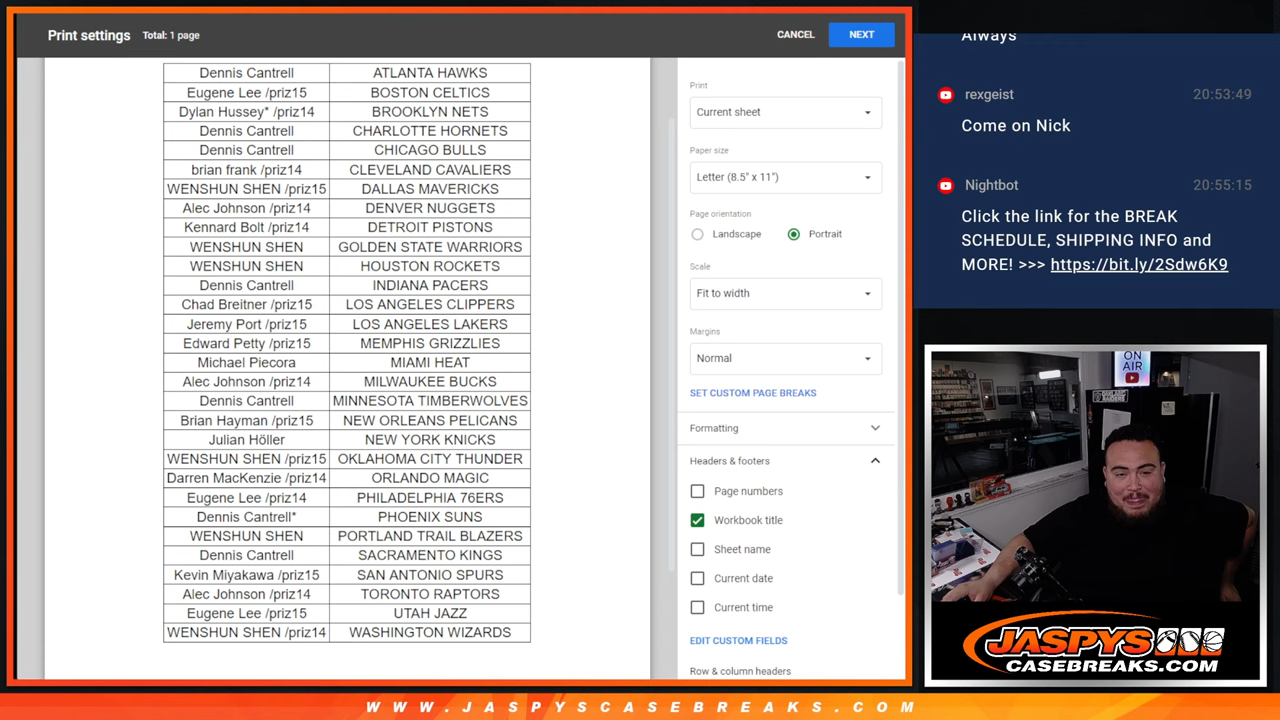 Print settings Total: 1 page CANCEL NEXT
Dennis Cantrell ATLANTA HAWKS
Eugene Lee /priz15 BOSTON CELTICS
Dylan Hussey* /priz14 BROOKLYN NETS
Dennis Cantrell CHARLOTTE HORNETS
Dennis Cantrell CHICAGO BULLS
brian frank /priz14 CLEVELAND CAVALIERS
WENSHUN SHEN /priz15 DALLAS MAVERICKS
Alec Johnson /priz14 DENVER NUGGETS
Kennard Bolt /priz14 DETROIT PISTONS
WENSHUN SHEN GOLDEN STATE WARRIORS
WENSHUN SHEN HOUSTON ROCKETS
Dennis Cantrell INDIANA PACERS
Chad Breitner /priz15 LOS ANGELES CLIPPERS
Jeremy Port /priz15 LOS ANGELES LAKERS
Edward Petty /priz15 MEMPHIS GRIZZLIES
Michael Piecora MIAMI HEAT
Alec Johnson /priz14 MILWAUKEE BUCKS
Dennis Cantrell MINNESOTA TIMBERWOLVES
Brian Hayman /priz15 NEW ORLEANS PELICANS
Julian Höller NEW YORK KNICKS
WENSHUN SHEN /priz15 OKLAHOMA CITY THUNDER
Darren MacKenzie /priz14 ORLANDO MAGIC
Eugene Lee /priz14 PHILADELPHIA 76ERS
Dennis Cantrell* PHOENIX SUNS
WENSHUN SHEN PORTLAND TRAIL BLAZERS
Dennis Cantrell SACRAMENTO KINGS
Kevin Miyakawa /priz15 SAN ANTONIO SPURS
Alec Johnson /priz14 TORONTO RAPTORS
Eugene Lee /priz15 UTAH JAZZ
WENSHUN SHEN /priz14 WASHINGTON WIZARDS
Print
Current sheet
Paper size
Letter (8.5" x 11")
Page orientation
Landscape Portrait
Scale
Fit to width
Margins
Normal
SET CUSTOM PAGE BREAKS
Formatting
Headers & footers
Page numbers
Workbook title
Sheet name
Current date
Current time
EDIT CUSTOM FIELDS
Row & column headers
Always
rexgeist 20:53:49
Come on Nick
Nightbot 20:55:15
Click the link for the BREAK
SCHEDULE, SHIPPING INFO and
MORE! >>> https://bit.ly/2Sdw6K9
ON
AIR
JASPYS
CASEBREAKS.COM
WWW.JASPYSCASEBREAKS.COM